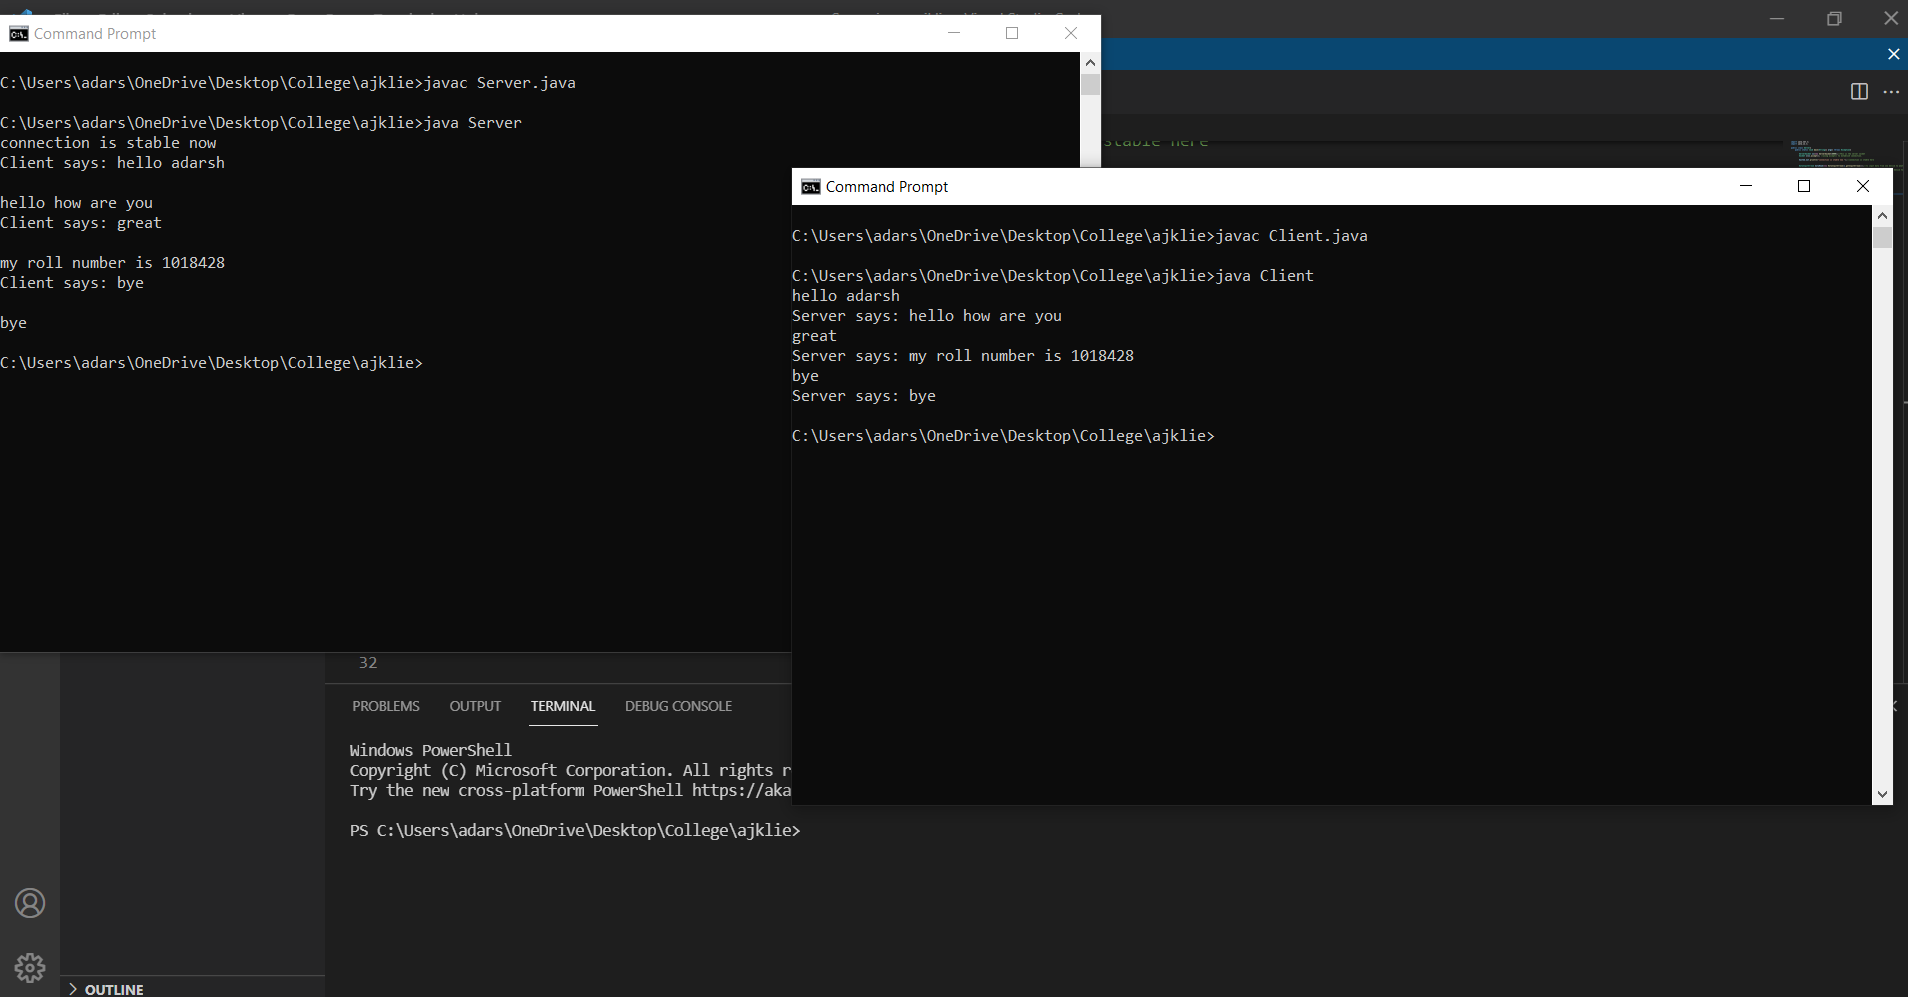 Command Prompt
C:\Users\adars\OneDrive\Desktop\College\ajklie>javac Server.java
C:\Users\adars\OneDrive\Desktop\College\ajklie>java Server
connection is stable now
Client says: hello adarsh
hello how are you
Client says: great
my roll number is 1018428
Client says: bye
bye
C:\Users\adars\OneDrive\Desktop\College\ajklie>
stable here
Command Prompt
C:\Users\adars\OneDrive\Desktop\College\ajklie>javac Client.java
C:\Users\adars\OneDrive\Desktop\College\ajklie>java Client
hello adarsh
Server says: hello how are you
great
Server says: my roll number is 1018428
bye
Server says: bye
C:\Users\adars\OneDrive\Desktop\College\ajklie>
32
PROBLEMS OUTPUT TERMINAL DEBUG CONSOLE
Windows PowerShell
Copyright (C) Microsoft Corporation. All rights r
Try the new cross-platform PowerShell https://aka
PS C:\Users\adars\OneDrive\Desktop\College\ajklie>
OUTLINE